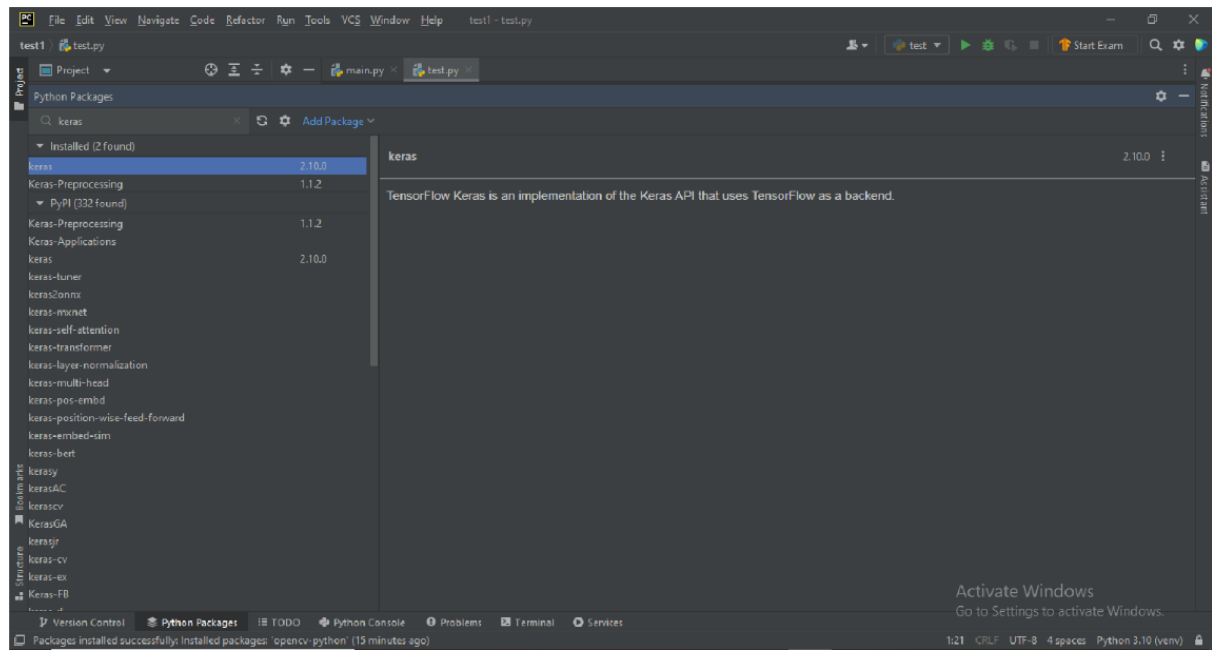 PC File Edit View Navigate Code Refactor Run Tools VCS Window Help test1 - test.py
test1 test.py test Start Exam
Project main.py test.py
Python Packages
keras Add Package
Installed (2 found)
keras 2.10.0
Keras-Preprocessing 1.1.2
PyPI (332 found)
Keras-Preprocessing 1.1.2
Keras-Applications
keras 2.10.0
keras-tuner
keras2onnx
keras-mxnet
keras-self-attention
keras-transformer
keras-layer-normalization
keras-multi-head
keras-pos-embd
keras-position-wise-feed-forward
keras-embed-sim
keras-bert
kerasy
kerasAC
kerascv
KerasGA
kerasjr
keras-cv
keras-ex
Keras-FB
keras 2.10.0
TensorFlow Keras is an implementation of the Keras API that uses TensorFlow as a backend.
Project
Bookmarks
Structure
Notifications
Assistant
Activate Windows
Go to Settings to activate Windows.
Version Control Python Packages TODO Python Console Problems Terminal Services
Packages installed successfully: Installed packages: 'opencv-python' (15 minutes ago) 1:21 CRLF UTF-8 4 spaces Python 3.10 (venv)